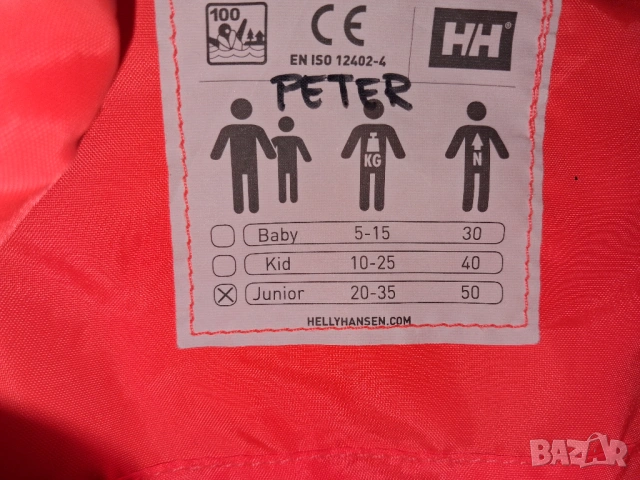 100
CE
HH
EN ISO 12402-4
PETER
KG
N
Baby 5-15 30
Kid 10-25 40
Junior 20-35 50
HELLYHANSEN.COM
BAZAR